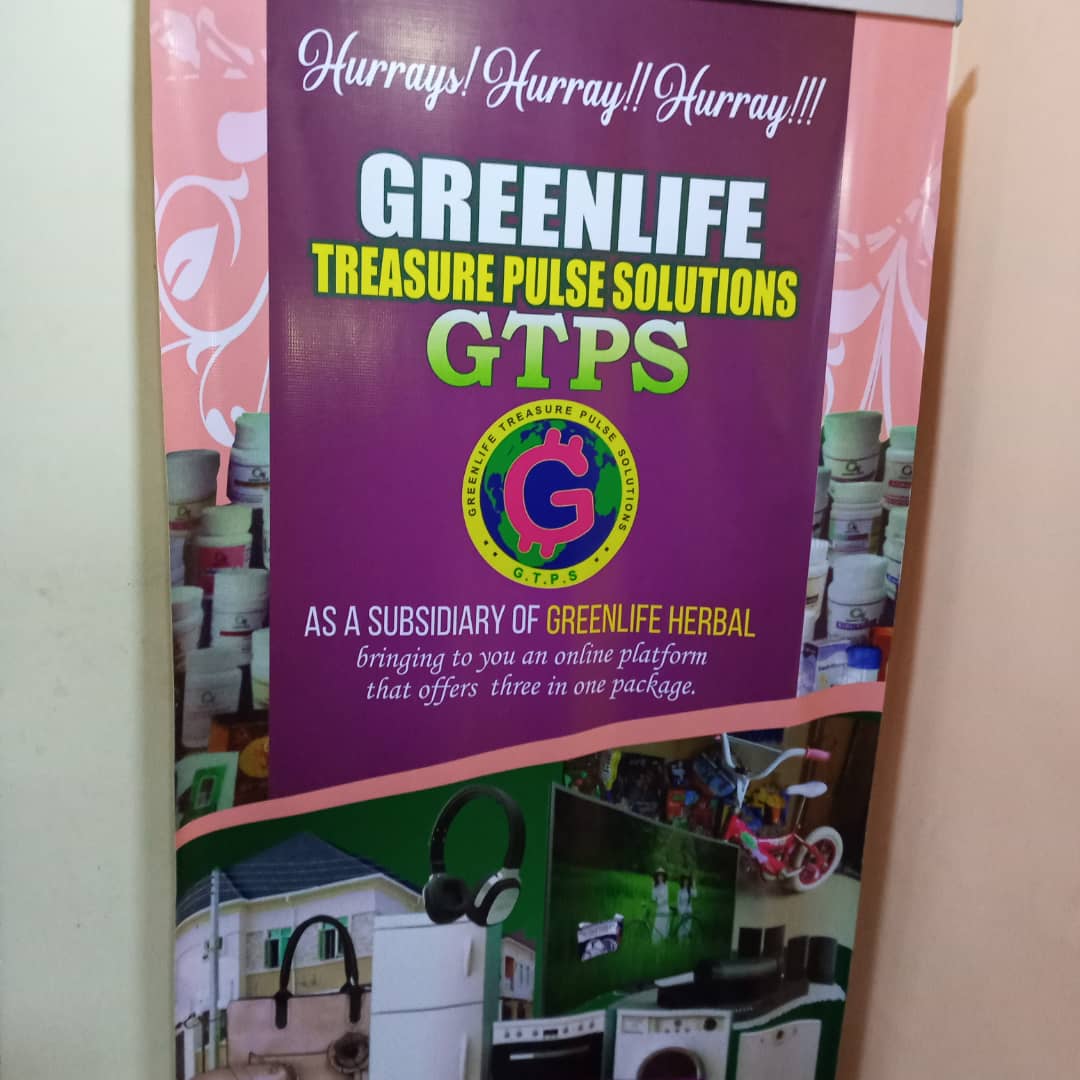 Hurrays! Hurray!! Hurray!!!
GREENLIFE
TREASURE PULSE SOLUTIONS
GTPS
GREENLIFE TREASURE PULSE SOLUTIONS
G
G.T.P.S
AS A SUBSIDIARY OF GREENLIFE HERBAL
bringing to you an online platform
that offers three in one package.